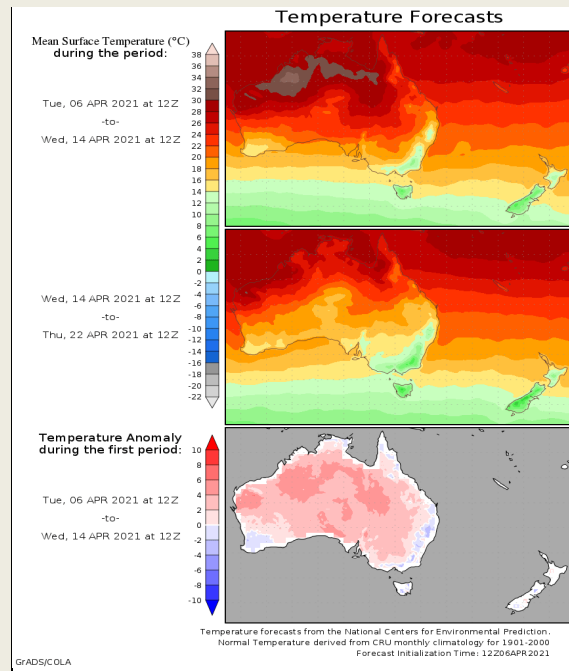 Temperature Forecasts
Mean Surface Temperature (°C)
during the period:
Tue, 06 APR 2021 at 12Z
-to-
Wed, 14 APR 2021 at 12Z
38
36
34
32
30
28
26
24
22
20
18
16
14
12
10
8
6
4
2
0
-2
-4
-6
-8
-10
-12
-14
-16
-18
-20
-22
Wed, 14 APR 2021 at 12Z
-to-
Thu, 22 APR 2021 at 12Z
Temperature Anomaly
during the first period:
Tue, 06 APR 2021 at 12Z
-to-
Wed, 14 APR 2021 at 12Z
10
8
6
4
2
0
-2
-4
-6
-8
-10
Temperature forecasts from the National Centers for Environmental Prediction.
Normal Temperature derived from CRU monthly climatology for 1901-2000
Forecast Initialization Time: 12Z06APR2021
GrADS/COLA